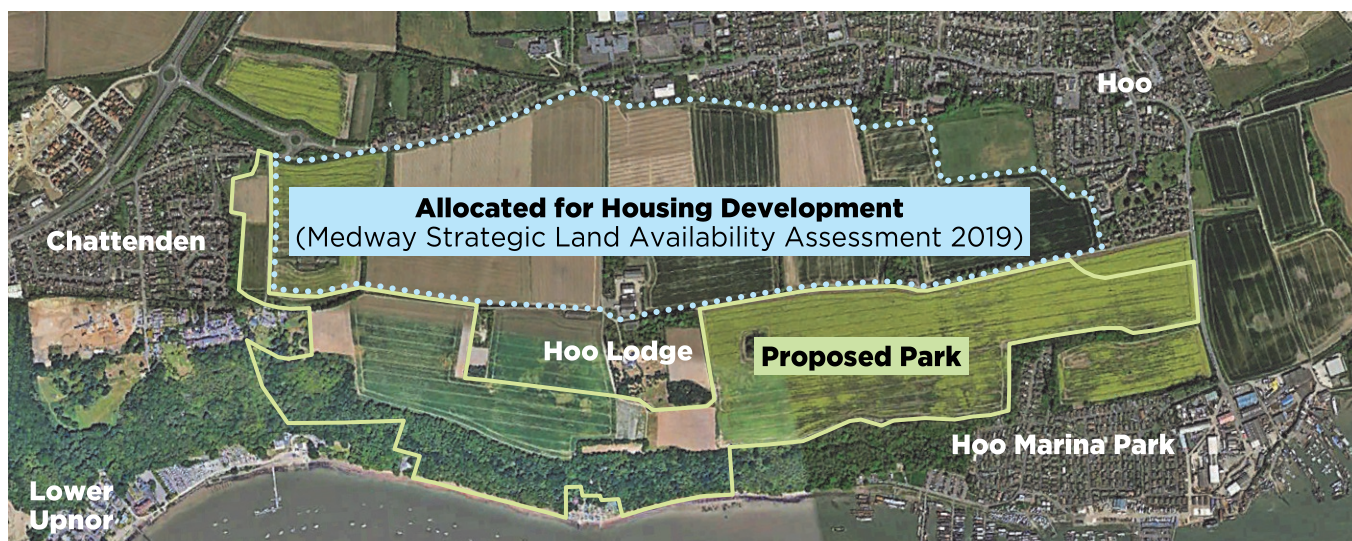 Hoo
Allocated for Housing Development
(Medway Strategic Land Availability Assessment 2019)
Chattenden
Hoo Lodge
Proposed Park
Hoo Marina Park
Lower
Upnor